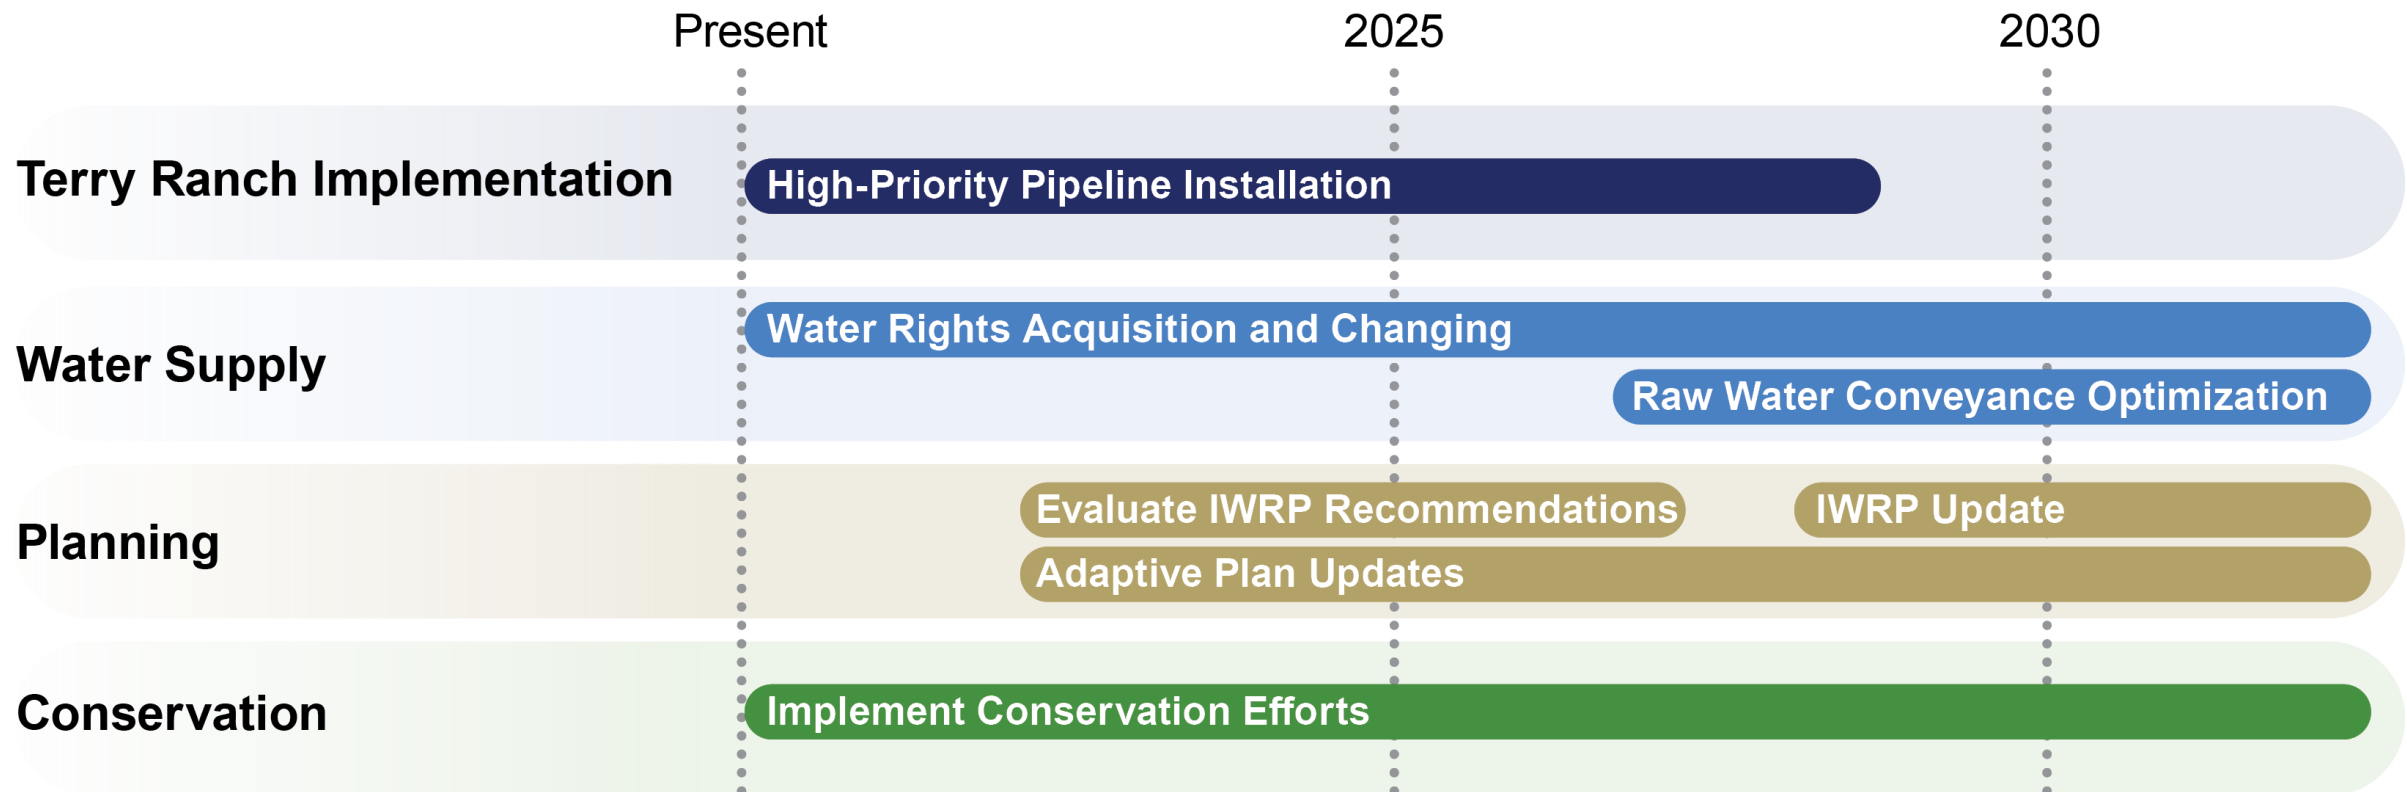 Present 2025 2030
Terry Ranch Implementation
High-Priority Pipeline Installation
Water Supply
Water Rights Acquisition and Changing
Raw Water Conveyance Optimization
Planning
Evaluate IWRP Recommendations
IWRP Update
Adaptive Plan Updates
Conservation
Implement Conservation Efforts